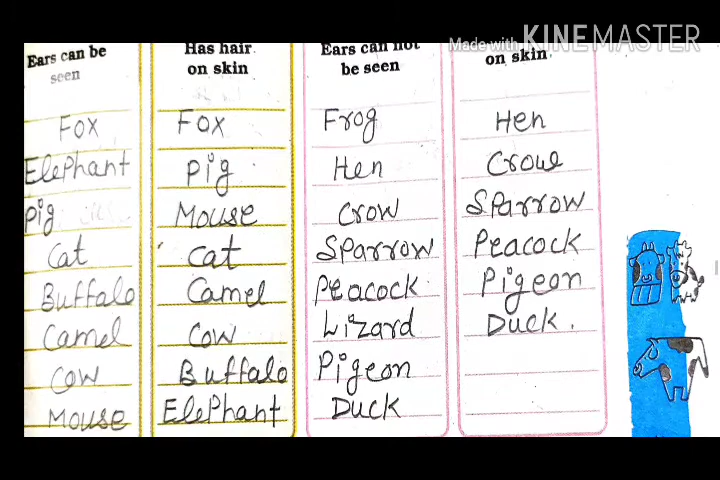 Made with KINEMASTER
Ears can be seen
Has hair on skin
Ears can not be seen
on skin
Fox
Fox
Frog
Hen
Elephant
Pig
Hen
Crow
Pig
Mouse
Crow
Sparrow
Cat
Cat
Sparrow
Peacock
Buffalo
Camel
Peacock
Pigeon
Camel
Cow
Lizard
Duck.
Cow
Buffalo
Pigeon
Mouse
Elephant
Duck